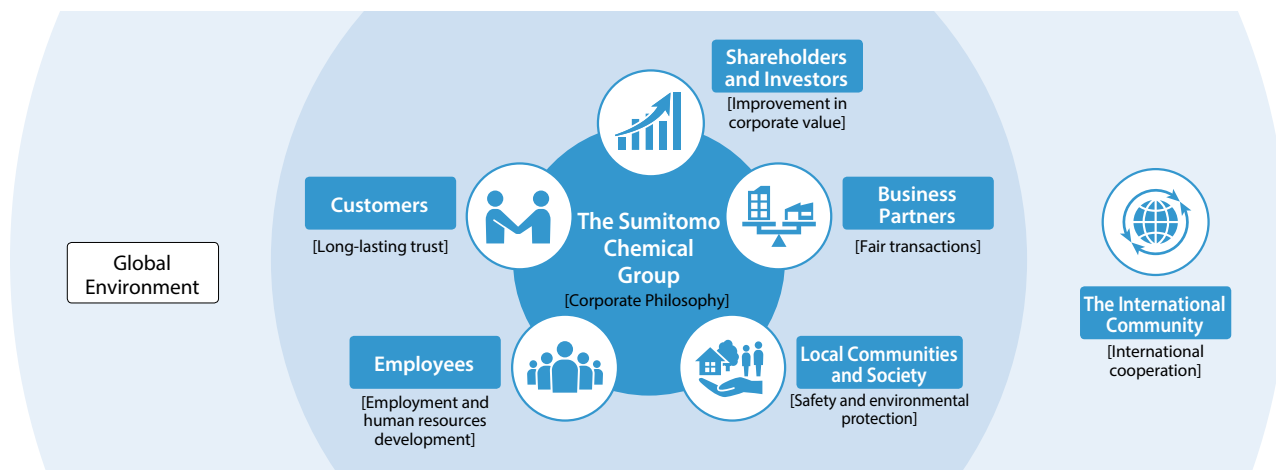 Shareholders
and Investors
[Improvement in
corporate value]
Customers
[Long-lasting trust]
The Sumitomo
Chemical
Group
[Corporate Philosophy]
Business
Partners
[Fair transactions]
Global
Environment
The International
Community
[International
cooperation]
Employees
[Employment and
human resources
development]
Local Communities
and Society
[Safety and environmental
protection]